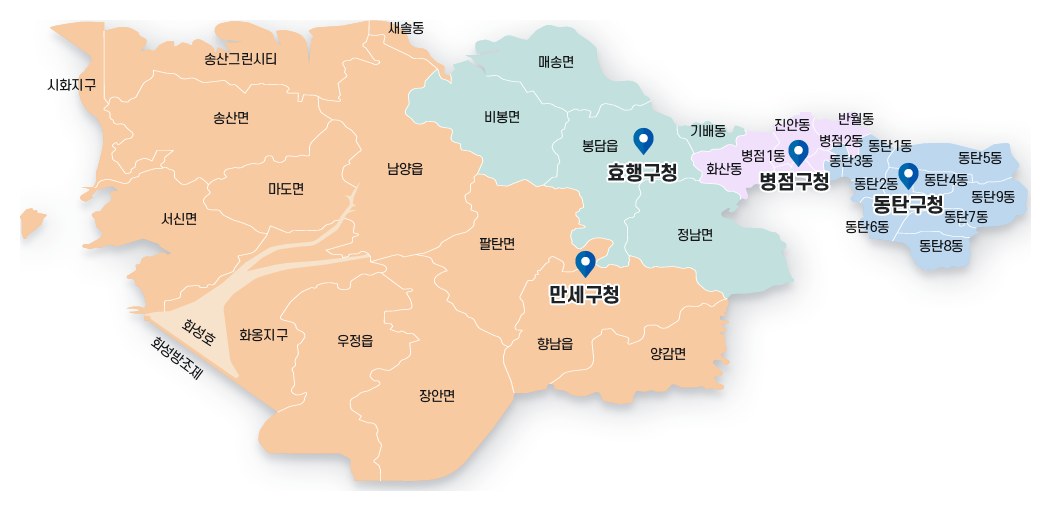 새솔동
송산그린시티
매송면
시화지구
송산면
비봉면
기배동
진안동
반월동
봉담읍
병점2동
동탄1동
효행구청
화산동
병점1동
동탄3동
동탄5동
남양읍
병점구청
마도면
동탄2동
동탄4동
동탄9동
서신면
동탄구청
동탄7동
동탄6동
팔탄면
정남면
동탄8동
만세구청
화성호
화옹지구
우정읍
향남읍
양감면
화성방조제
장안면